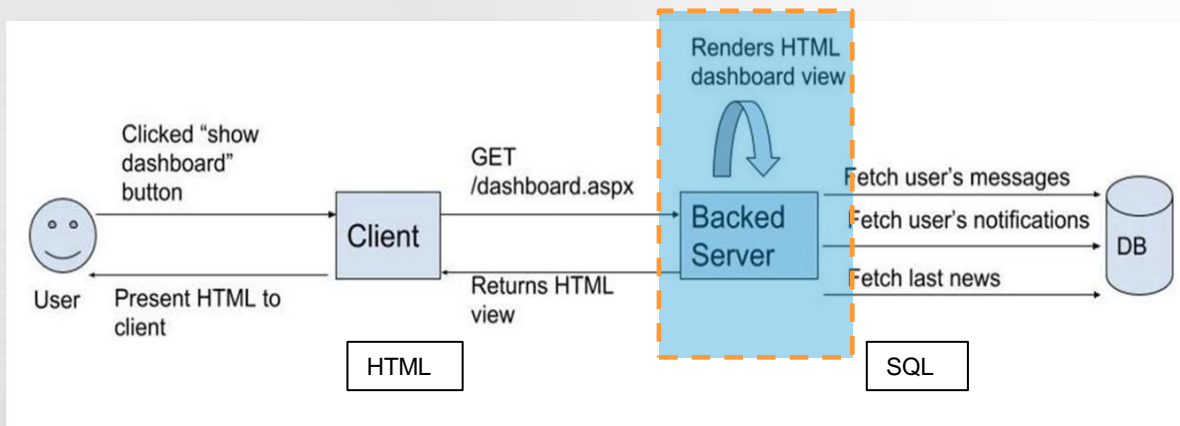 Renders HTML
dashboard view
Clicked “show
dashboard”
button
GET
/dashboard.aspx
Fetch user’s messages
Client
Backed
Server
Fetch user’s notifications
DB
User
Present HTML to
client
Returns HTML
view
Fetch last news
HTML
SQL